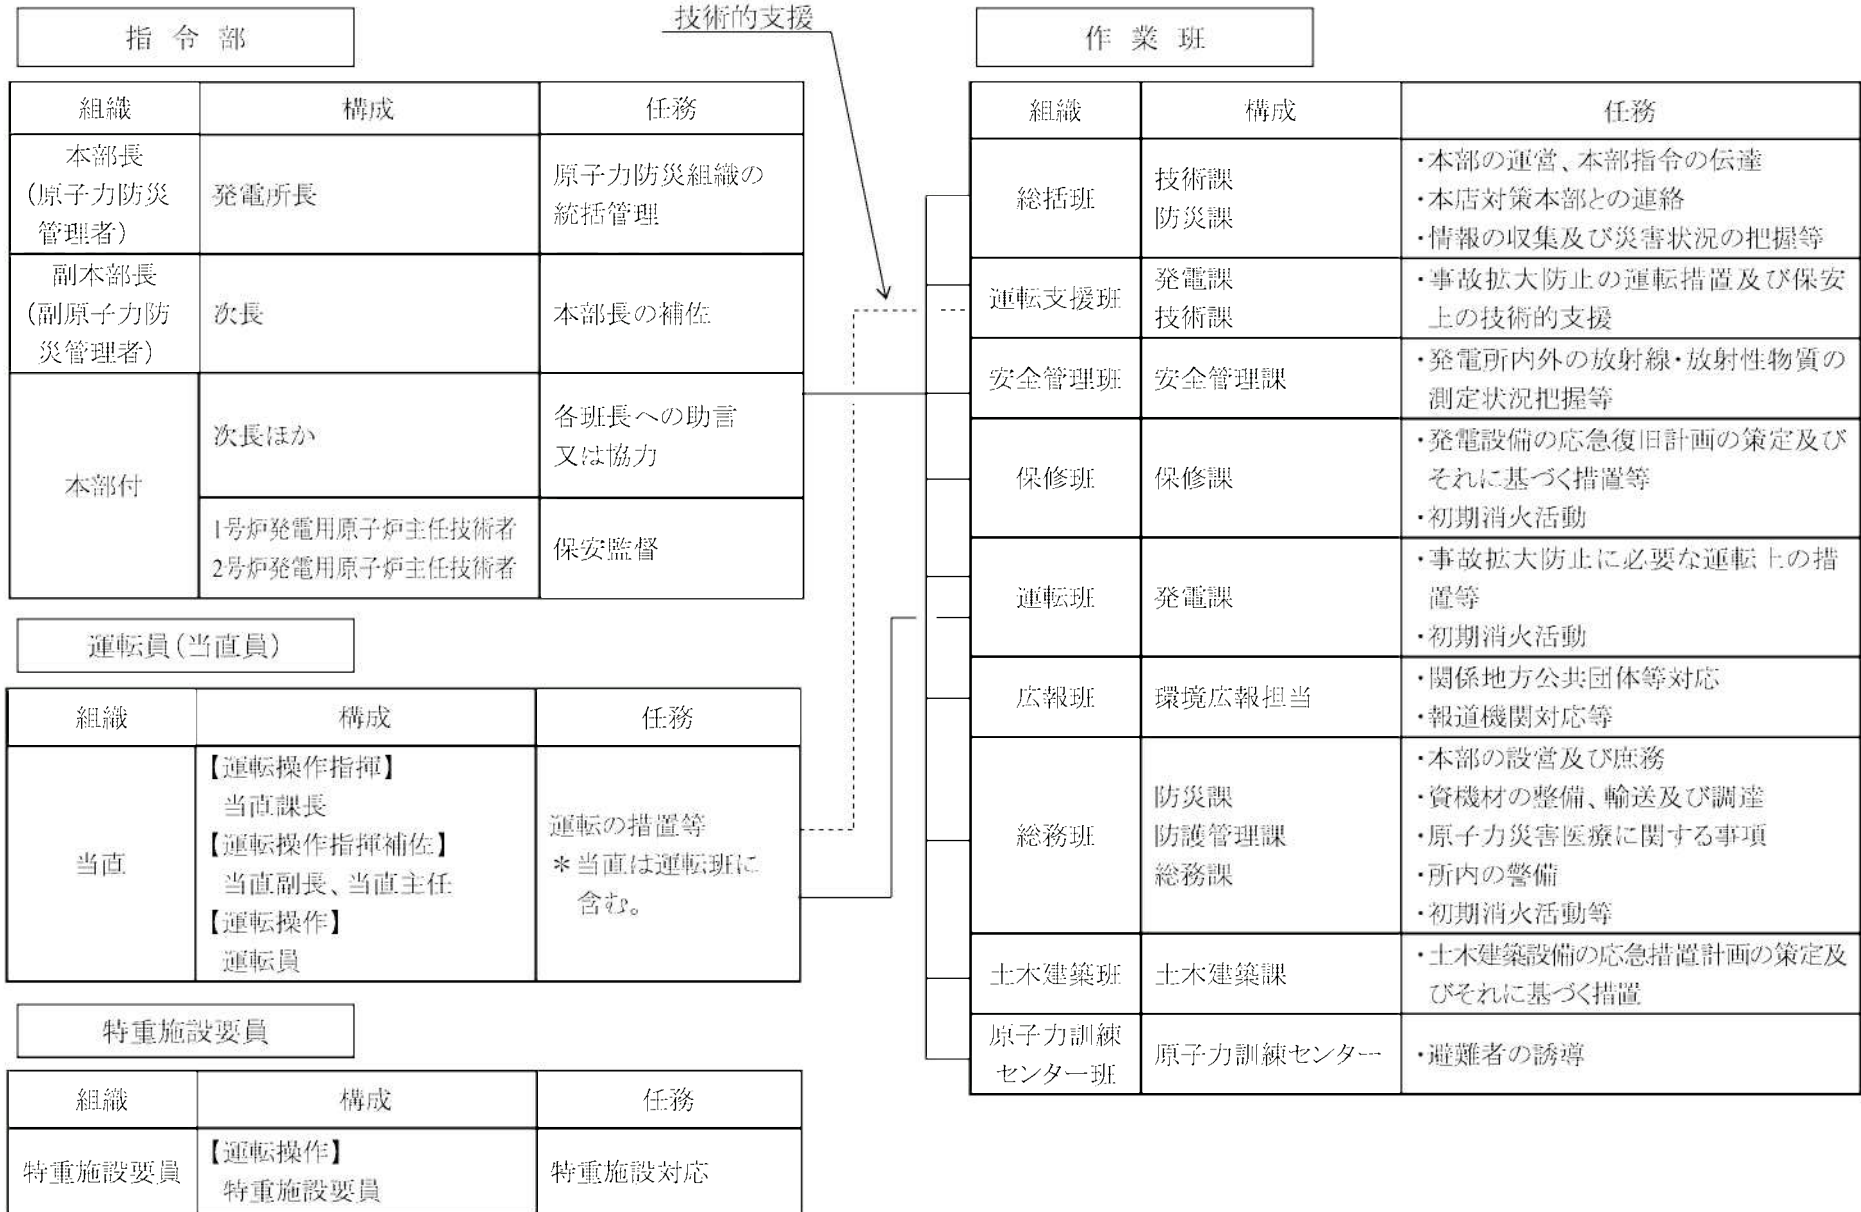 指令部
組織
構成
任務
本部長
(原子力防災
管理者)
発電所長
原子力防災組織の
統括管理
副本部長
(副原子力防
災管理者)
次長
本部長の補佐
本部付
次長ほか
各班長への助言
又は協力
1号炉発電用原子炉主任技術者
2号炉発電用原子炉主任技術者
保安監督
運転員(当直員)
組織
構成
任務
当直
【運転操作指揮】
当直課長
【運転操作指揮補佐】
当直副長、当直主任
【運転操作】
運転員
運転の措置等
*当直は運転班に
含む。
特重施設要員
組織
構成
任務
特重施設要員
【運転操作】
特重施設要員
特重施設対応
技術的支援
作業班
組織
構成
任務
総括班
技術課
防災課
・本部の運営、本部指令の伝達
・本店対策本部との連絡
・情報の収集及び災害状況の把握等
運転支援班
発電課
技術課
・事故拡大防止の運転措置及び保安
上の技術的支援
安全管理班
安全管理課
・発電所内外の放射線・放射性物質の
測定状況把握等
保修班
保修課
・発電設備の応急復旧計画の策定及び
それに基づく措置等
・初期消火活動
運転班
発電課
・事故拡大防止に必要な運転上の措
置等
・初期消火活動
広報班
環境広報担当
・関係地方公共団体等対応
・報道機関対応等
総務班
防災課
防護管理課
総務課
・本部の設営及び庶務
・資機材の整備、輸送及び調達
・原子力災害医療に関する事項
・所内の警備
・初期消火活動等
土木建築班
土木建築課
・土木建築設備の応急措置計画の策定及
びそれに基づく措置
原子力訓練
センター班
原子力訓練センター
・避難者の誘導